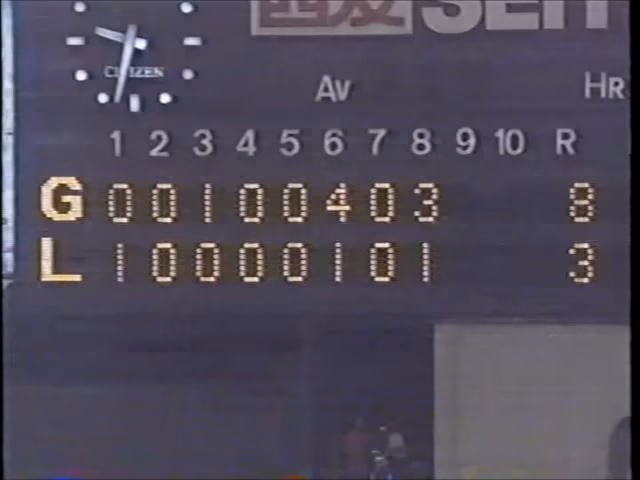 SEIT
CITIZEN
Av
HR
1 2 3 4 5 6 7 8 9 10 R
G 0 0 1 0 0 4 0 3 8
L 1 0 0 0 0 1 0 1 3